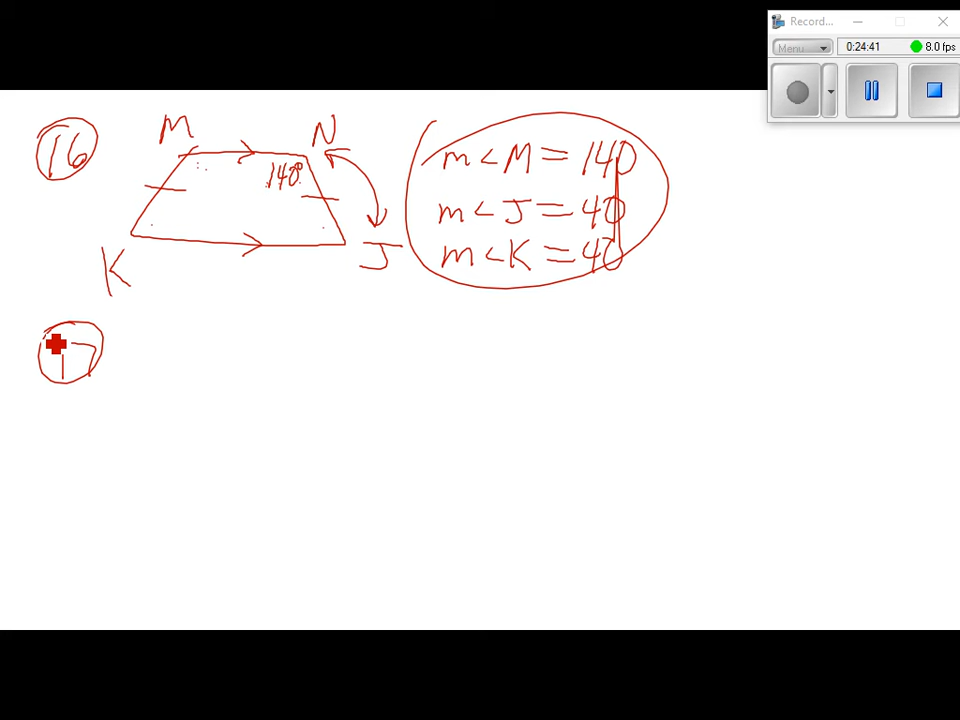 Record...
Menu
0:24:41
8.0 fps
16
M
N
140°
K
J
m<M = 140
m<J = 40
m<K = 40
17